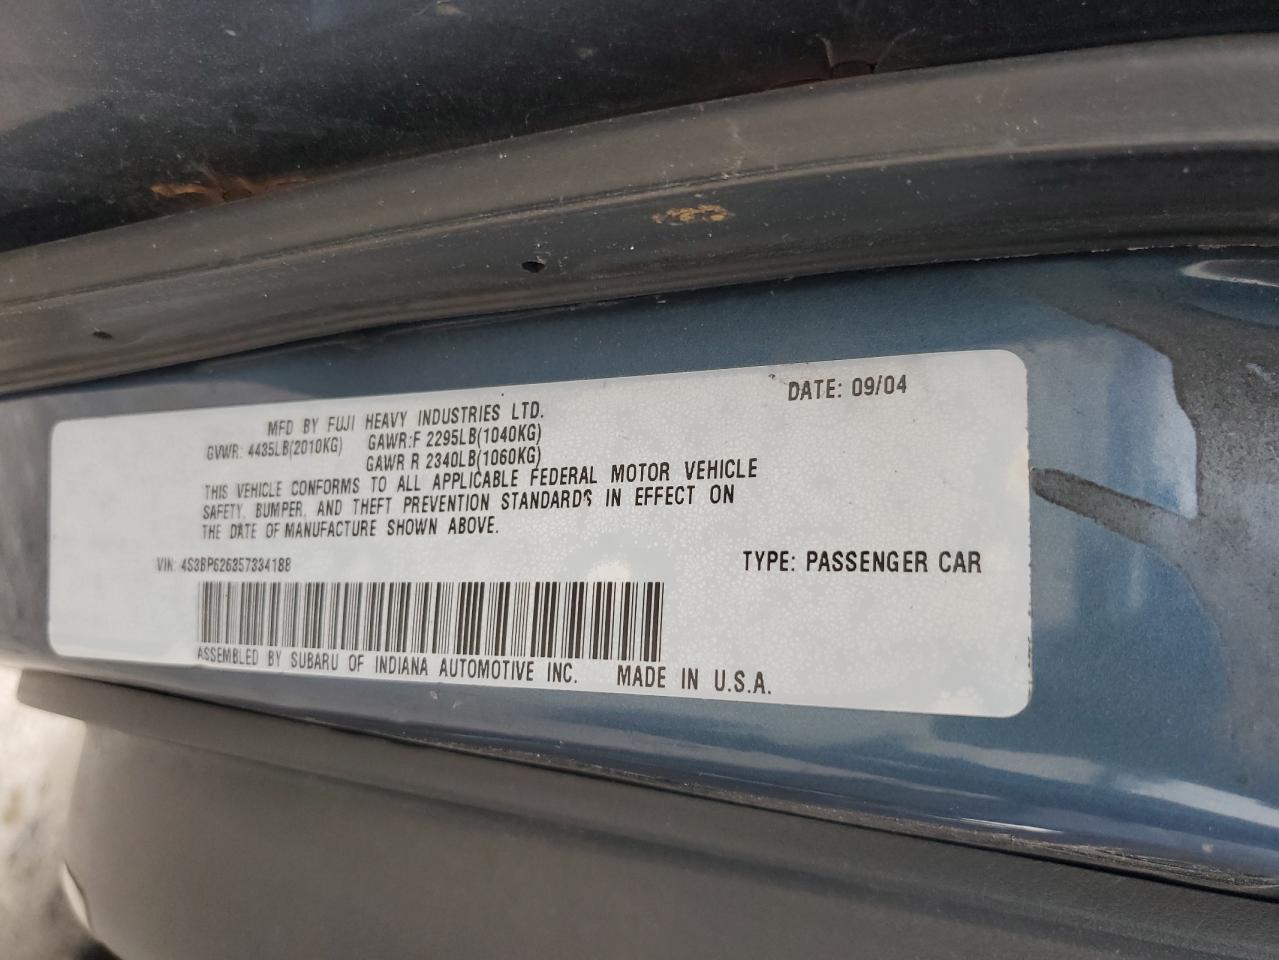 MFD BY FUJI HEAVY INDUSTRIES LTD. DATE: 09/04
GVWR: 4435LB(2010KG) GAWR:F 2295LB(1040KG)
GAWR R 2340LB(1060KG)
THIS VEHICLE CONFORMS TO ALL APPLICABLE FEDERAL MOTOR VEHICLE
SAFETY, BUMPER, AND THEFT PREVENTION STANDARDS IN EFFECT ON
THE DATE OF MANUFACTURE SHOWN ABOVE.
VIN: 4S3BP626357334188 TYPE: PASSENGER CAR
ASSEMBLED BY SUBARU OF INDIANA AUTOMOTIVE INC. MADE IN U.S.A.